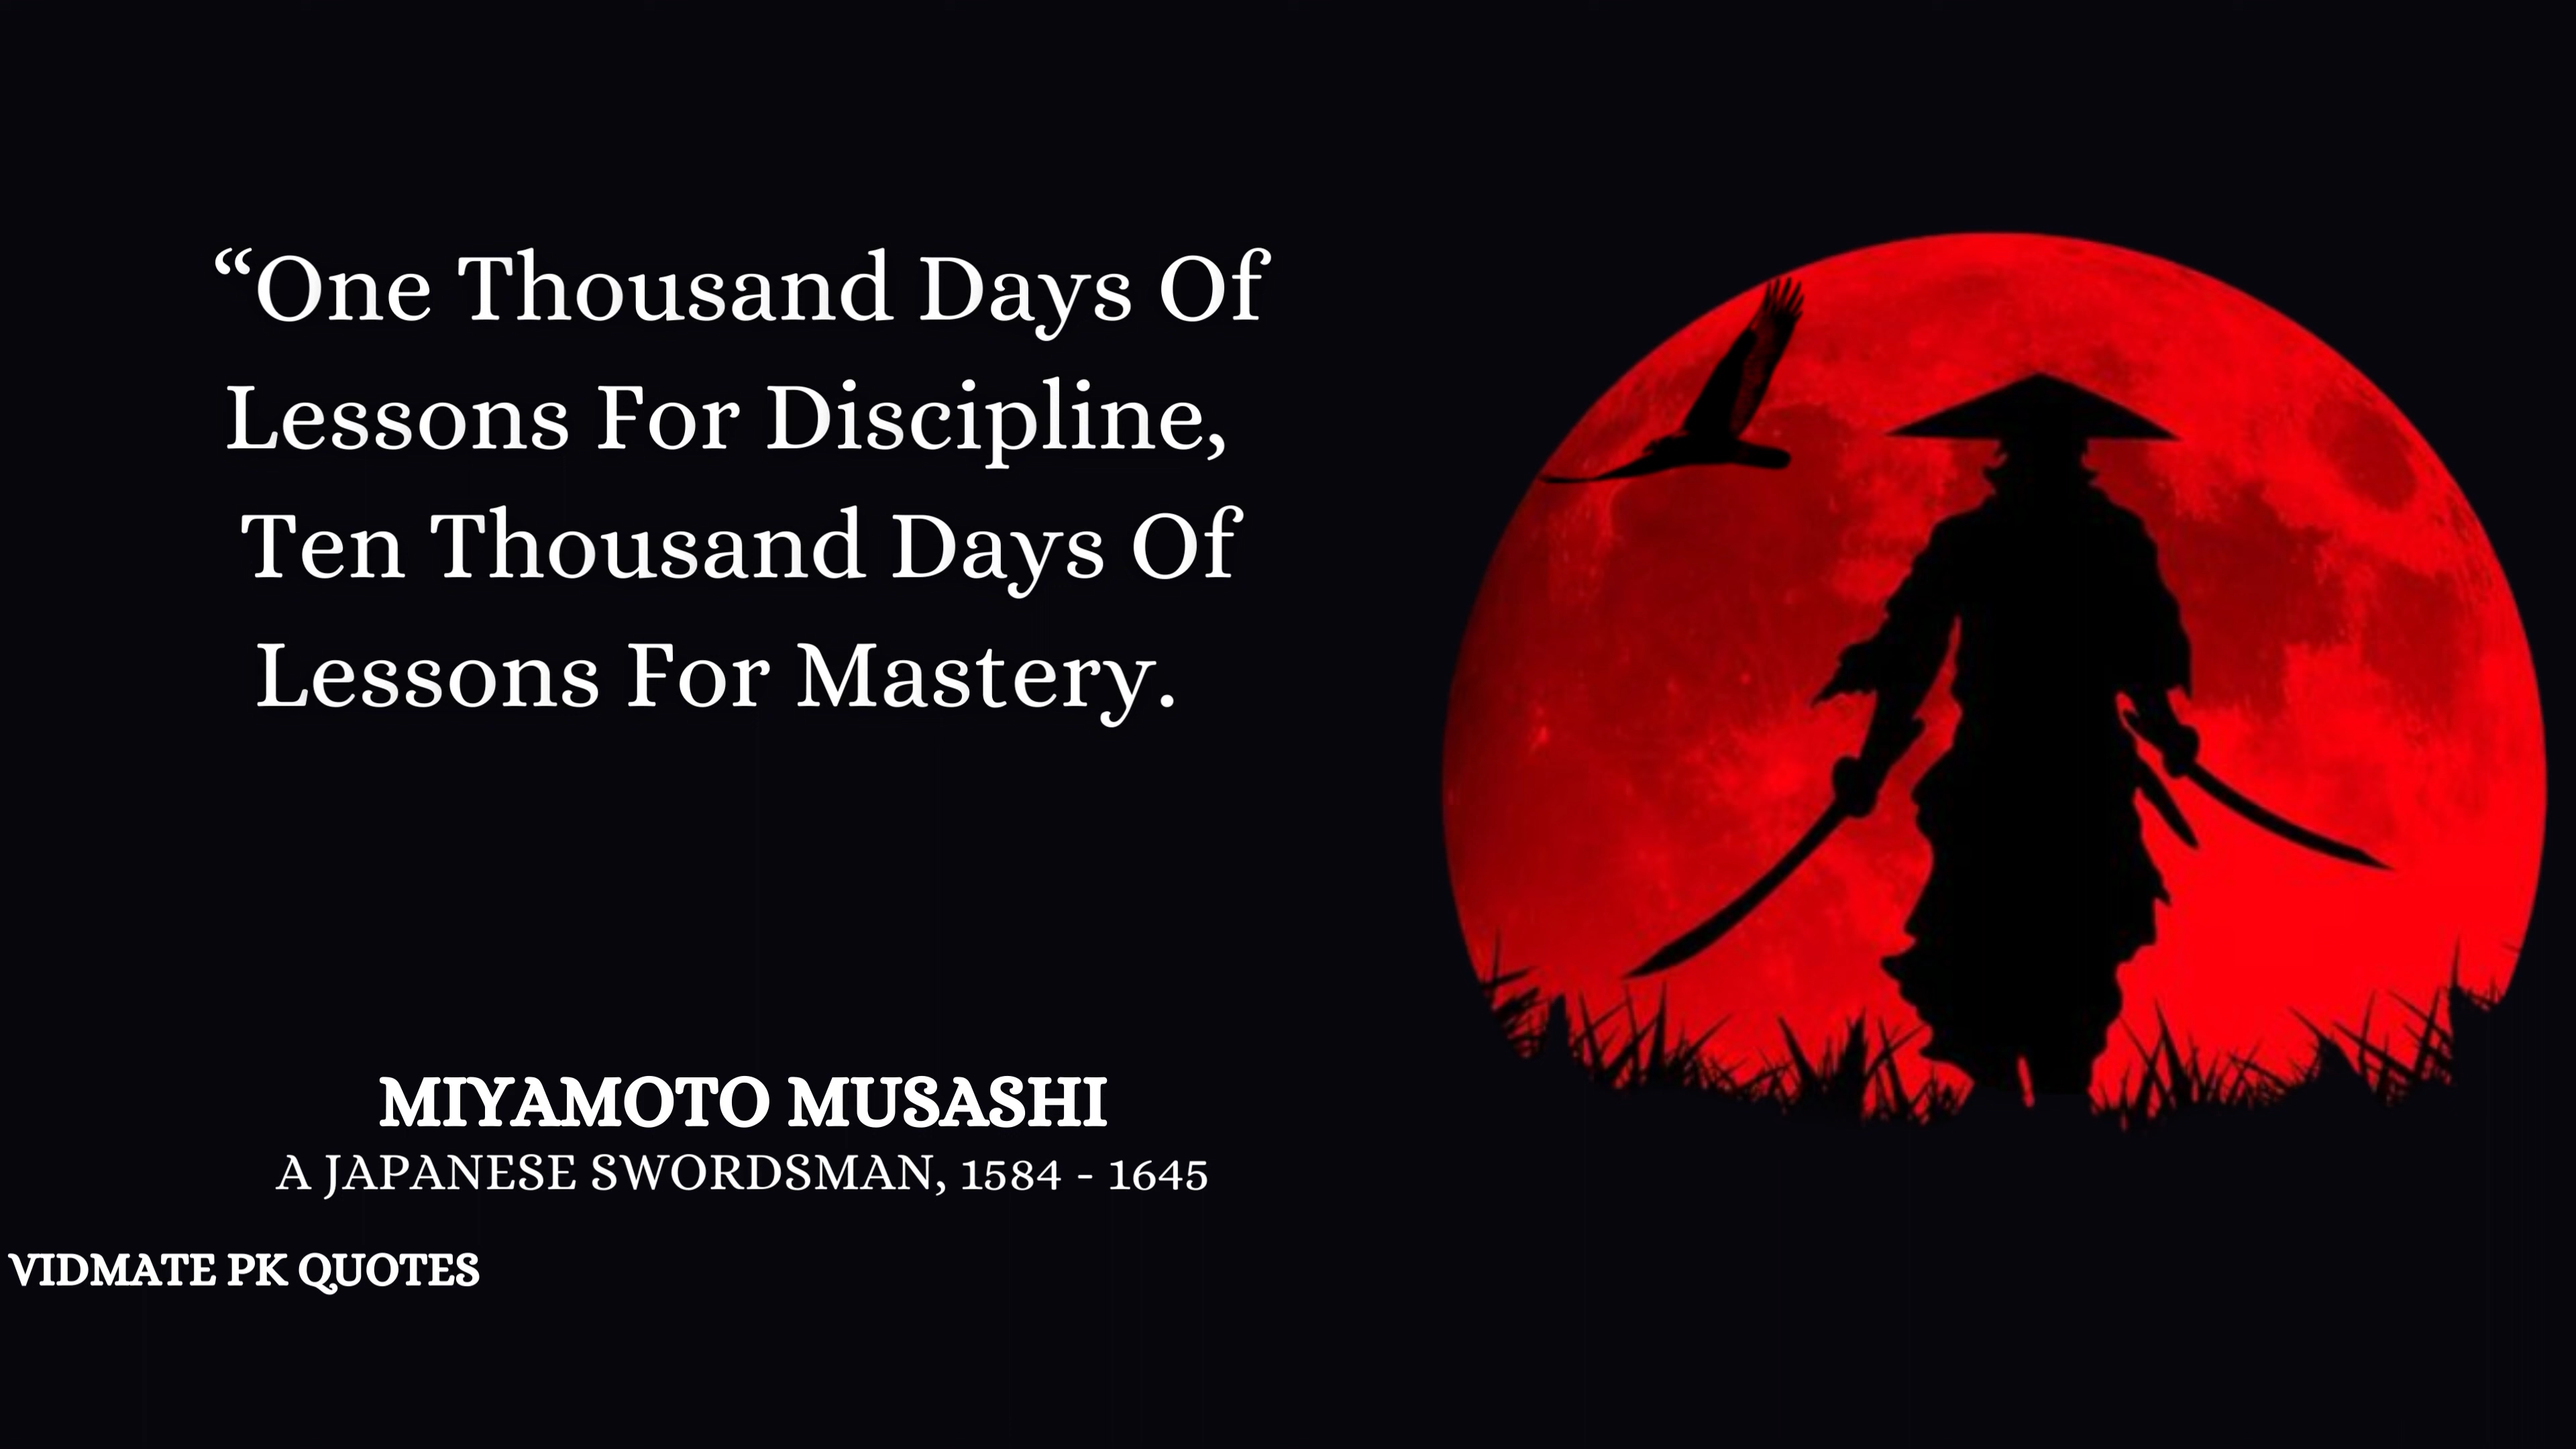 “One Thousand Days Of
Lessons For Discipline,
Ten Thousand Days Of
Lessons For Mastery.
MIYAMOTO MUSASHI
A JAPANESE SWORDSMAN, 1584 - 1645
VIDMATE PK QUOTES